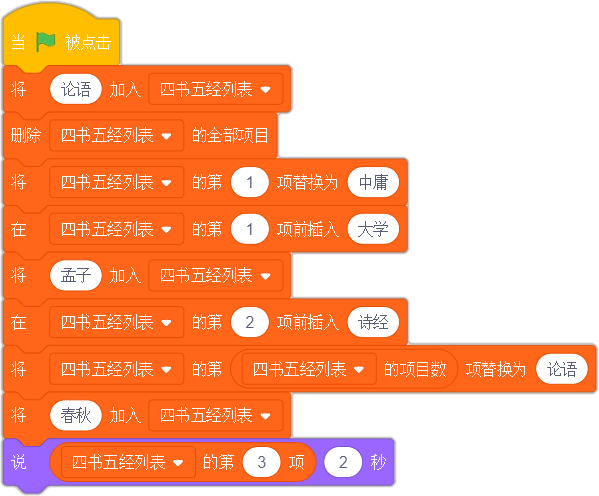 当 被点击
将 论语 加入 四书五经列表
删除 四书五经列表 的全部项目
将 四书五经列表 的第 1 项替换为 中庸
在 四书五经列表 的第 1 项前插入 大学
将 孟子 加入 四书五经列表
在 四书五经列表 的第 2 项前插入 诗经
将 四书五经列表 的第 四书五经列表 的项目数 项替换为 论语
将 春秋 加入 四书五经列表
说 四书五经列表 的第 3 项 2 秒